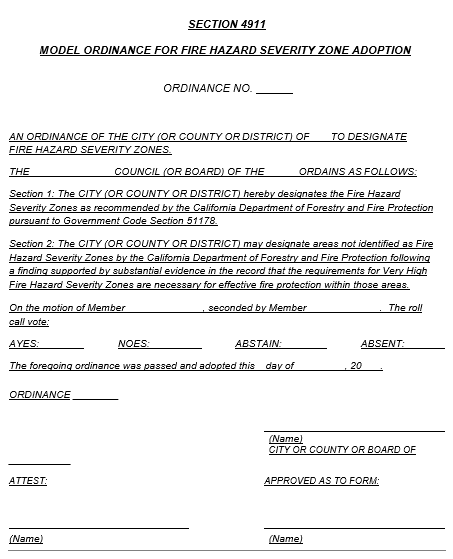 SECTION 4911
MODEL ORDINANCE FOR FIRE HAZARD SEVERITY ZONE ADOPTION
ORDINANCE NO. ______
AN ORDINANCE OF THE CITY (OR COUNTY OR DISTRICT) OF ___ TO DESIGNATE
FIRE HAZARD SEVERITY ZONES.
THE ____________ COUNCIL (OR BOARD) OF THE _____ ORDAINS AS FOLLOWS:
Section 1: The CITY (OR COUNTY OR DISTRICT) hereby designates the Fire Hazard
Severity Zones as recommended by the California Department of Forestry and Fire Protection
pursuant to Government Code Section 51178.
Section 2: The CITY (OR COUNTY OR DISTRICT) may designate areas not identified as Fire
Hazard Severity Zones by the California Department of Forestry and Fire Protection following
a finding supported by substantial evidence in the record that the requirements for Very High
Fire Hazard Severity Zones are necessary for effective fire protection within those areas.
On the motion of Member ____________, seconded by Member ____________. The roll
call vote:
AYES:_______ NOES:_______ ABSTAIN:_______ ABSENT:_______
The foregoing ordinance was passed and adopted this __ day of ________, 20___.
ORDINANCE ________
(Name)
CITY OR COUNTY OR BOARD OF
__________
ATTEST: APPROVED AS TO FORM:
(Name) (Name)